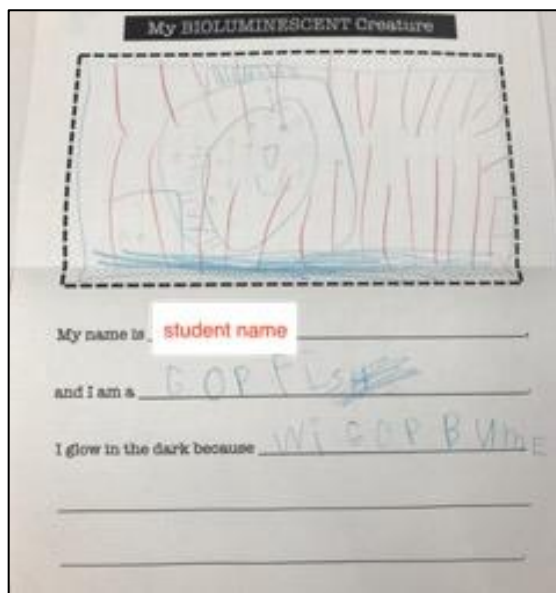 My BIOLUMINESCENT Creature
My name is student name.
and I am a GOP Fish
I glow in the dark because Wi GOP BUmE